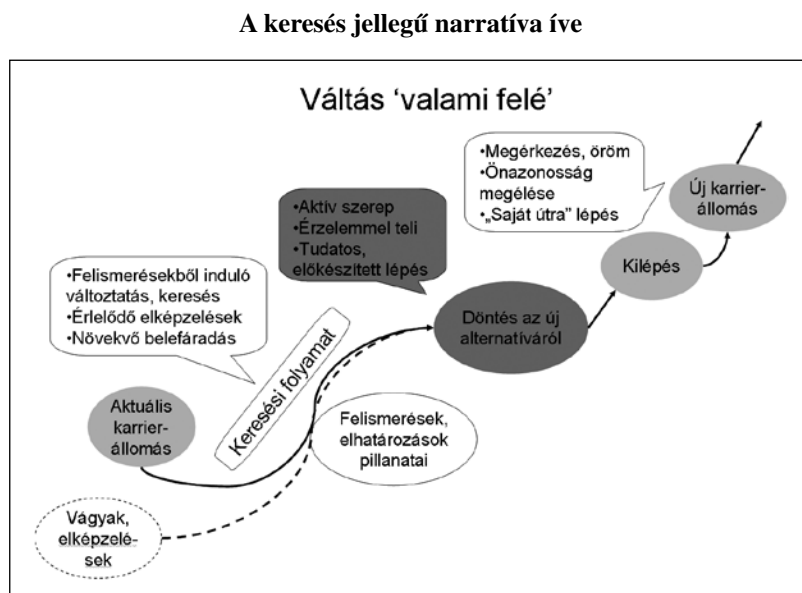 A keresés jellegű narratíva íve
Váltás ‘valami felé’
•Megérkezés, öröm
•Önazonosság
megélése
•„Saját útra” lépés
Új karrier-
állomás
•Aktív szerep
•Érzelemmel teli
•Tudatos,
előkészített lépés
Kilépés
•Felismerésekből induló
változtatás, keresés
•Érlelődő elképzelések
•Növekvő belefáradás
Döntés az új
alternatíváról
Keresési folyamat
Aktuális
karrier-
állomás
Felismerések,
elhatározások
pillanatai
Vágyak,
elképzelé-
sek